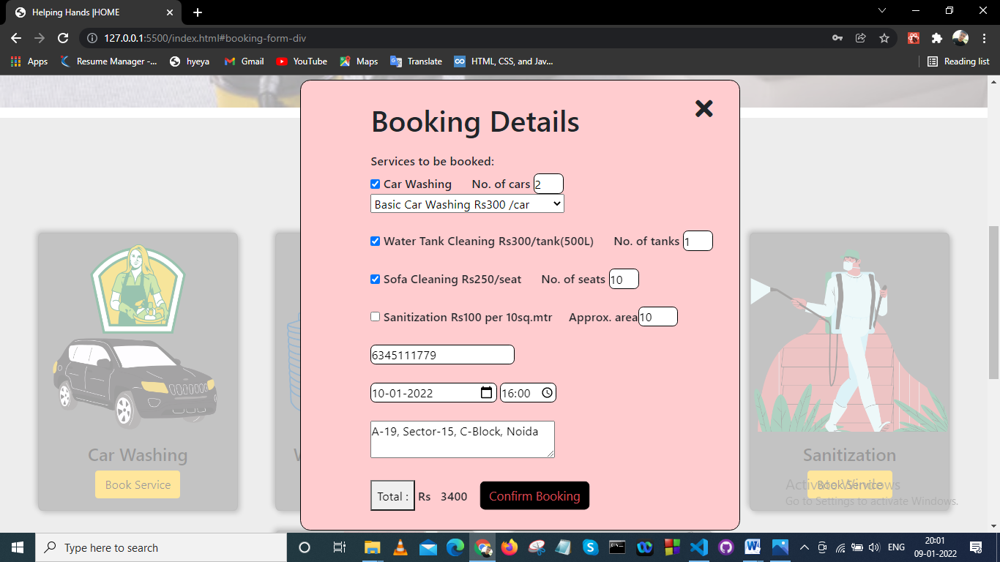 Helping Hands |HOME
127.0.0.1:5500/index.html#booking-form-div
Apps Resume Manager -... hyeya Gmail YouTube Maps Translate HTML, CSS, and Jav... Reading list
Booking Details
Services to be booked:
Car Washing No. of cars 2
Basic Car Washing Rs300 /car
Water Tank Cleaning Rs300/tank(500L) No. of tanks 1
Sofa Cleaning Rs250/seat No. of seats 10
Sanitization Rs100 per 10sq.mtr Approx. area 10
6345111779
10-01-2022 16:00
A-19, Sector-15, C-Block, Noida
Total : Rs 3400 Confirm Booking
Car Washing
Book Service
W
Sanitization
Book Service
Activate Windows
Go to Settings to activate Windows.
Type here to search
ENG
20:01
09-01-2022